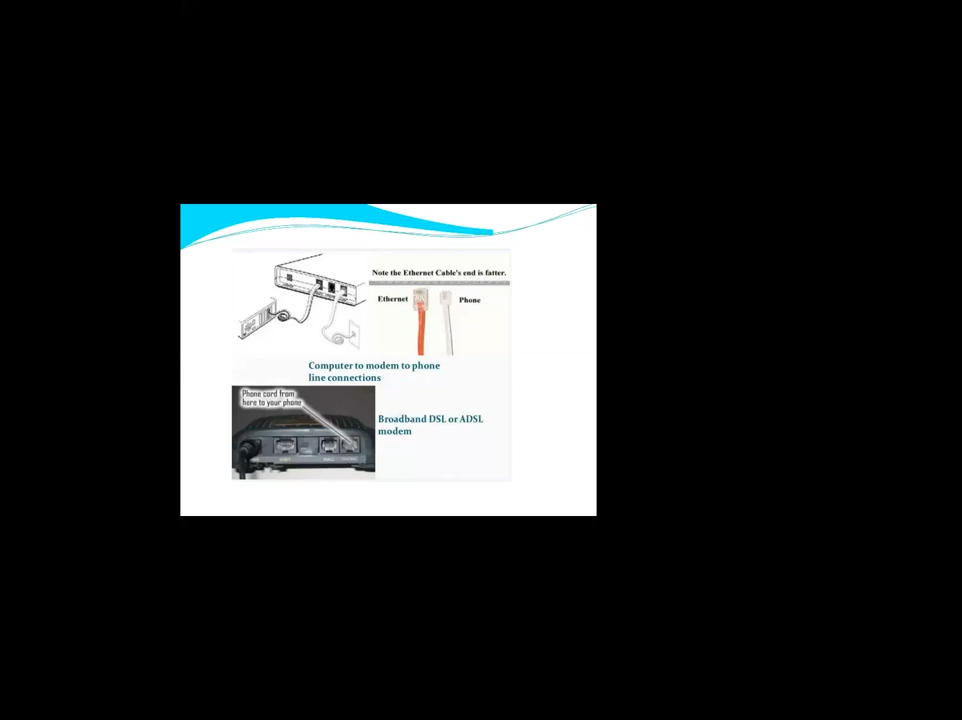 Note the Ethernet Cable's end is fatter.
Ethernet
Phone
Computer to modem to phone
line connections
Phone cord from
here to your phone
Broadband DSL or ADSL
modem